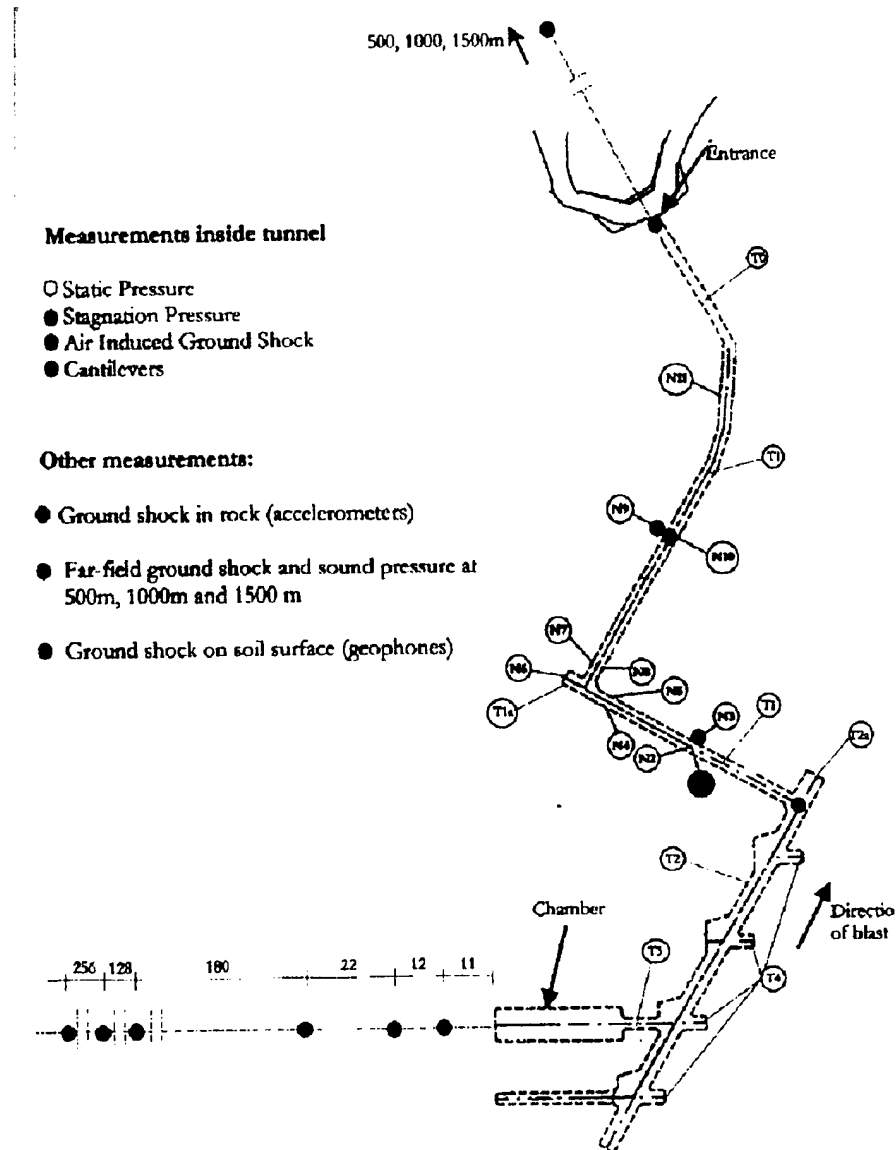 500, 1000, 1500m
Entrance
Measurements inside tunnel
Static Pressure
Stagnation Pressure
Air Induced Ground Shock
Cantilevers
N11
T1
Other measurements:
N9
N10
Ground shock in rock (accelerometers)
Far-field ground shock and sound pressure at
500m, 1000m and 1500 m
Ground shock on soil surface (geophones)
N7
N6
N8
N5
T1a
N4
N3
N2
T2a
T2
Chamber
Directio
of blast
256
128
180
22
12
11
T3
T4